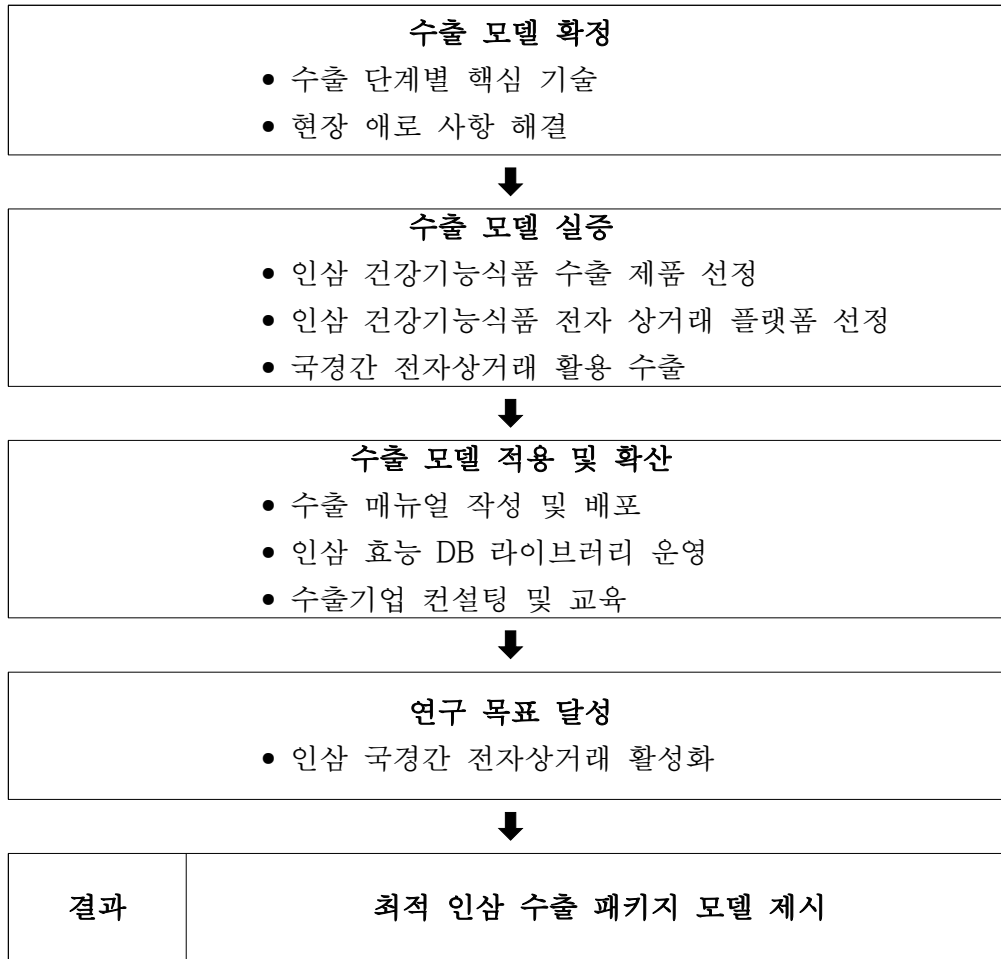 수출 모델 확정
• 수출 단계별 핵심 기술
• 현장 애로 사항 해결
수출 모델 실증
• 인삼 건강기능식품 수출 제품 선정
• 인삼 건강기능식품 전자 상거래 플랫폼 선정
• 국경간 전자상거래 활용 수출
수출 모델 적용 및 확산
• 수출 매뉴얼 작성 및 배포
• 인삼 효능 DB 라이브러리 운영
• 수출기업 컨설팅 및 교육
연구 목표 달성
• 인삼 국경간 전자상거래 활성화
결과 최적 인삼 수출 패키지 모델 제시